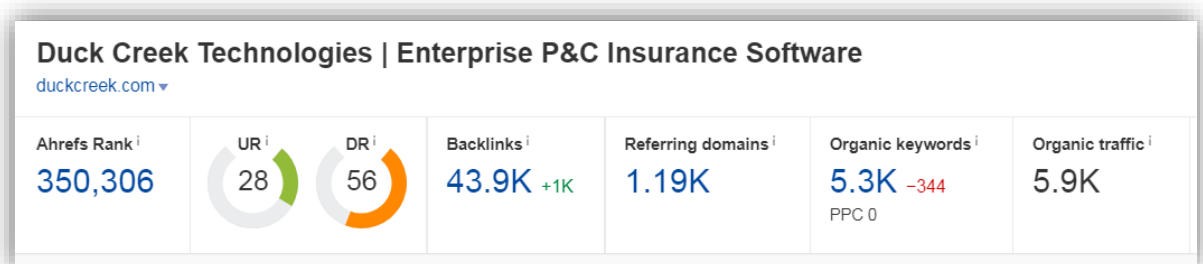 Duck Creek Technologies | Enterprise P&C Insurance Software
duckcreek.com
Ahrefs Rank i
350,306
UR i
28
DR i
56
Backlinks i
43.9K +1K
Referring domains i
1.19K
Organic keywords i
5.3K −344
PPC 0
Organic traffic i
5.9K